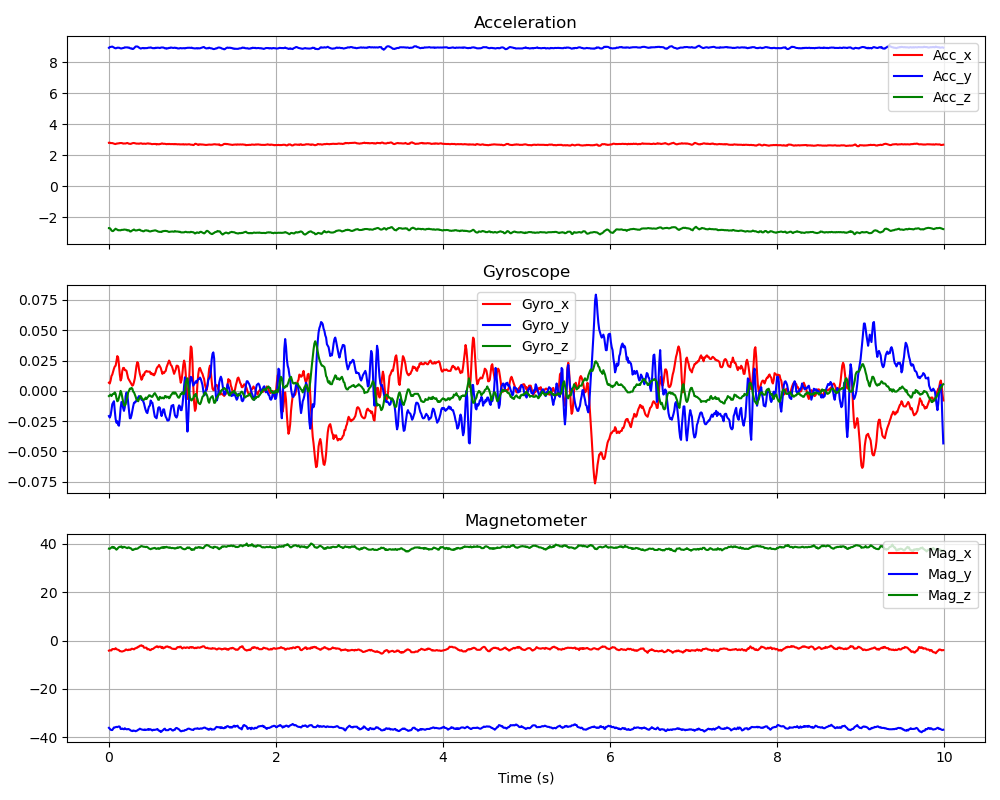 Acceleration
8
6
4
2
0
−2
Acc_x
Acc_y
Acc_z
Gyroscope
0.075
0.050
0.025
0.000
−0.025
−0.050
−0.075
Gyro_x
Gyro_y
Gyro_z
Magnetometer
40
20
0
−20
−40
Mag_x
Mag_y
Mag_z
0 2 4 6 8 10
Time (s)